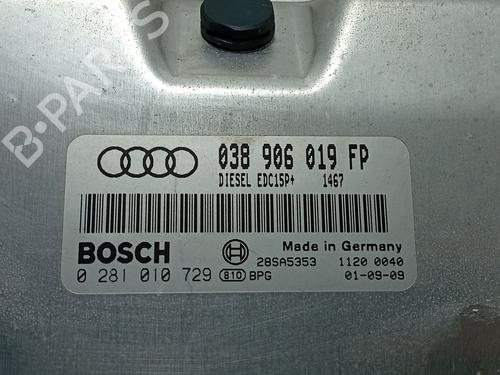 B-PARTS
038 906 019 FP
DIESEL EDC15P+ 1467
BOSCH
Made in Germany
28SA5353 1120 0040
0 281 010 729 610 BPG 01-09-09